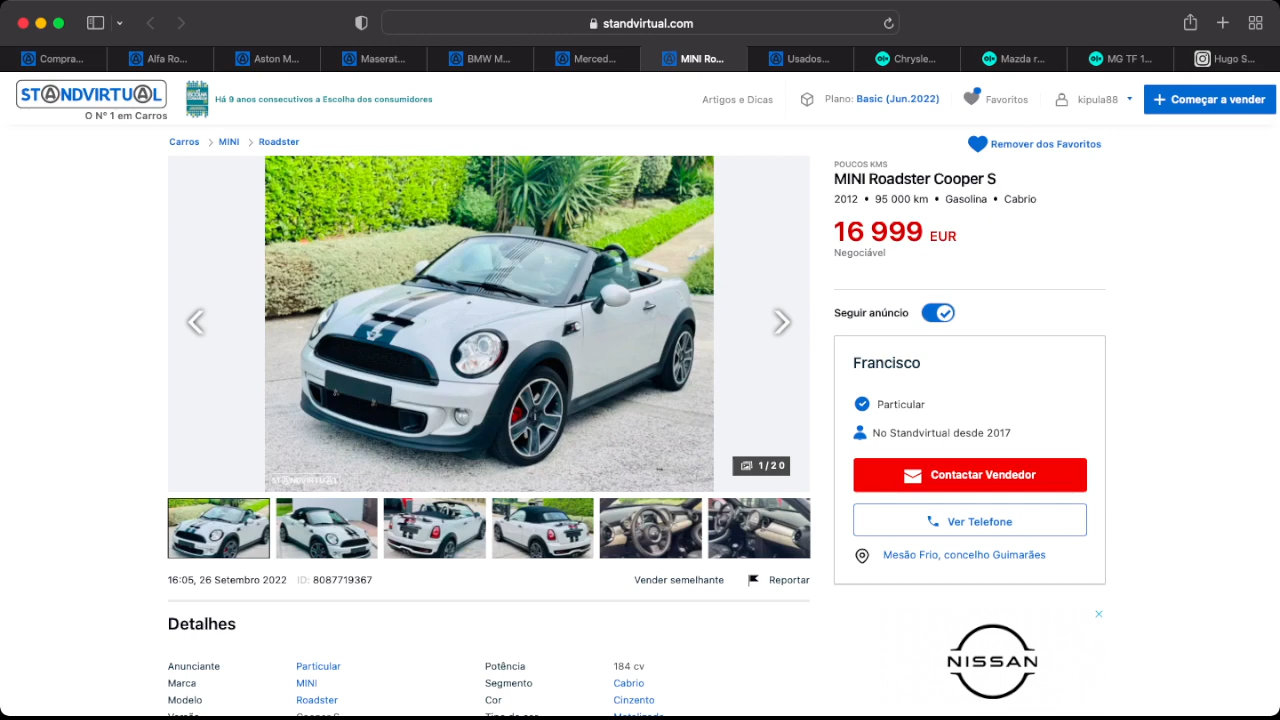 standvirtual.com
Compra...
Alfa Ro...
Aston M...
Maserat...
BMW M...
Merced...
MINI Ro...
Usados...
Chrysle...
Mazda r...
MG TF 1...
Hugo S...
STANDVIRTUAL
O Nº 1 em Carros
Há 9 anos consecutivos a Escolha dos consumidores
Artigos e Dicas
Plano: Basic (Jun.2022)
Favoritos
kipula88
+ Começar a vender
Carros > MINI > Roadster
Remover dos Favoritos
POUCOS KMS
MINI Roadster Cooper S
2012 • 95 000 km • Gasolina • Cabrio
16 999 EUR
Negociável
Seguir anúncio
Francisco
Particular
No Standvirtual desde 2017
Contactar Vendedor
Ver Telefone
Mesão Frio, concelho Guimarães
STANDVIRTUAL
1/20
16:05, 26 Setembro 2022 ID: 8087719367
Vender semelhante
Reportar
Detalhes
Anunciante Particular Potência 184 cv
Marca MINI Segmento Cabrio
Modelo Roadster Cor Cinzento
NISSAN